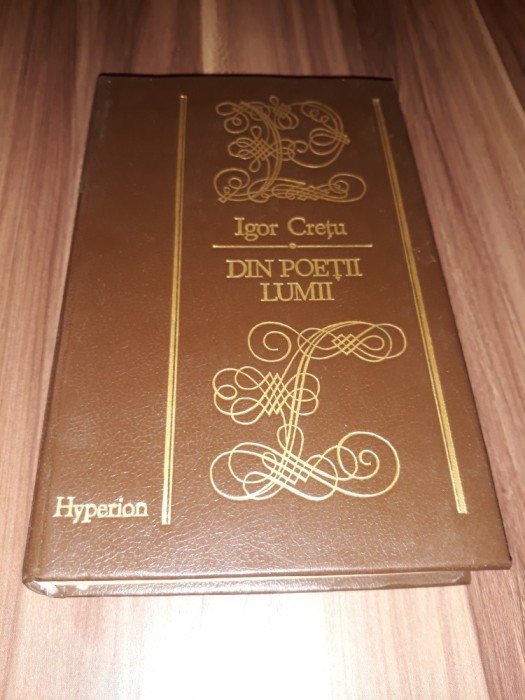 Igor Crețu
DIN POEȚII
LUMII
Hyperion